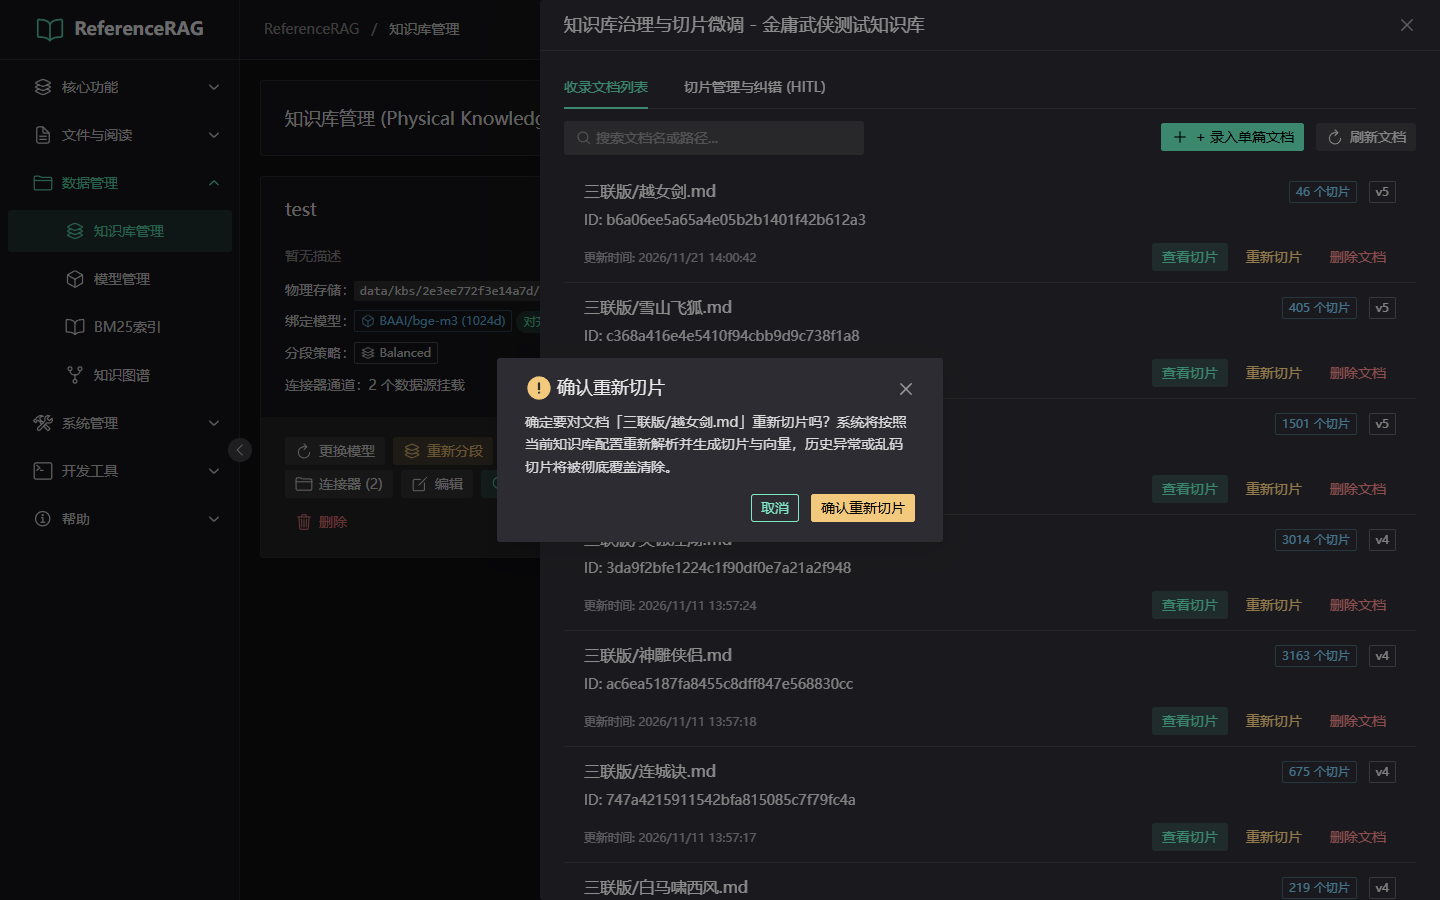 ReferenceRAG
核心功能
文件与阅读
数据管理
知识库管理
模型管理
BM25索引
知识图谱
系统管理
开发工具
帮助
ReferenceRAG / 知识库管理
知识库管理 (Physical Knowledg
test
暂无描述
物理存储： data/kbs/2e3ee772f3e14a7d/
绑定模型： BAAI/bge-m3 (1024d)
分段策略： Balanced
连接器通道：2 个数据源挂载
更换模型 重新分段
连接器 (2) 编辑
删除
知识库治理与切片微调 - 金庸武侠测试知识库
收录文档列表 切片管理与纠错 (HITL)
搜索文档名或路径... + 录入单篇文档 刷新文档
三联版/越女剑.md 46 个切片 v5
ID: b6a06ee5a65a4e05b2b1401f42b612a3
更新时间: 2026/11/21 14:00:42 查看切片 重新切片 删除文档
三联版/雪山飞狐.md 405 个切片 v5
ID: c368a416e4e5410f94cbb9d9c738f1a8
查看切片 重新切片 删除文档
1501 个切片 v5
查看切片 重新切片 删除文档
3014 个切片 v4
ID: 3da9f2bfe1224c1f90df0e7a21a2f948
更新时间: 2026/11/11 13:57:24 查看切片 重新切片 删除文档
三联版/神雕侠侣.md 3163 个切片 v4
ID: ac6ea5187fa8455c8dff847e568830cc
更新时间: 2026/11/11 13:57:18 查看切片 重新切片 删除文档
三联版/连城诀.md 675 个切片 v4
ID: 747a4215911542bfa815085c7f79fc4a
更新时间: 2026/11/11 13:57:17 查看切片 重新切片 删除文档
三联版/白马啸西风.md 219 个切片 v4
确认重新切片
确定要对文档「三联版/越女剑.md」重新切片吗？系统将按照
当前知识库配置重新解析并生成切片与向量，历史异常或乱码
切片将被彻底覆盖清除。
取消 确认重新切片